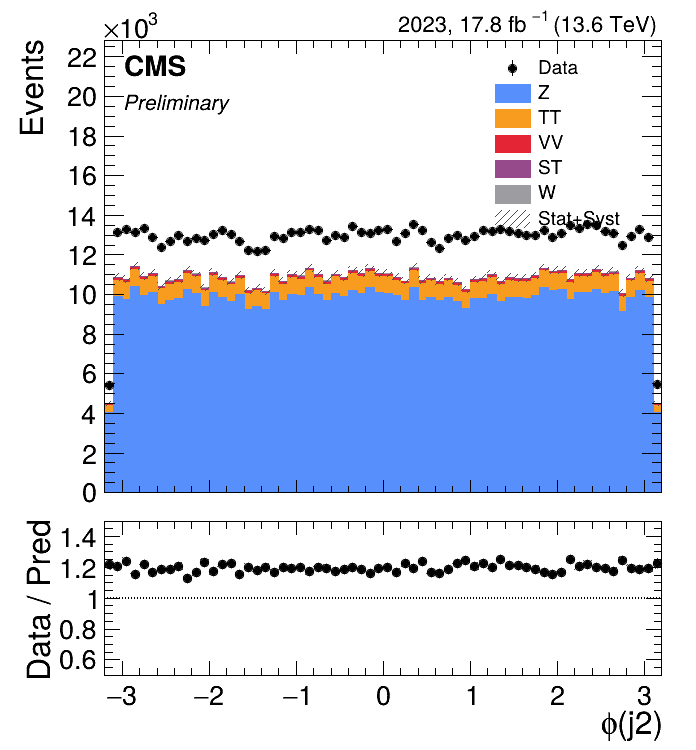 ×10³
2023, 17.8 fb⁻¹ (13.6 TeV)
Events
CMS
Preliminary
Data
Z
TT
VV
ST
W
Stat+Syst
22
20
18
16
14
12
10
8
6
4
2
0
Data / Pred
1.4
1.2
1
0.8
0.6
−3 −2 −1 0 1 2 3
ϕ(j2)